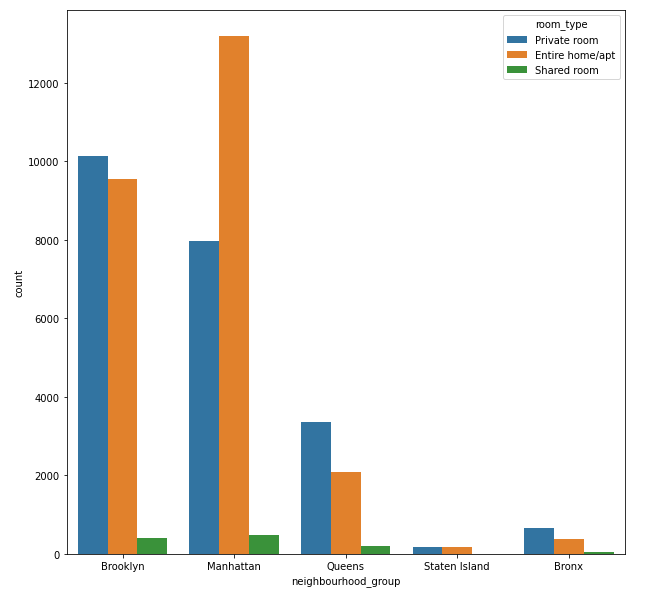 room_type
Private room
Entire home/apt
Shared room
12000
10000
8000
6000
4000
2000
0
count
Brooklyn
Manhattan
Queens
Staten Island
Bronx
neighbourhood_group